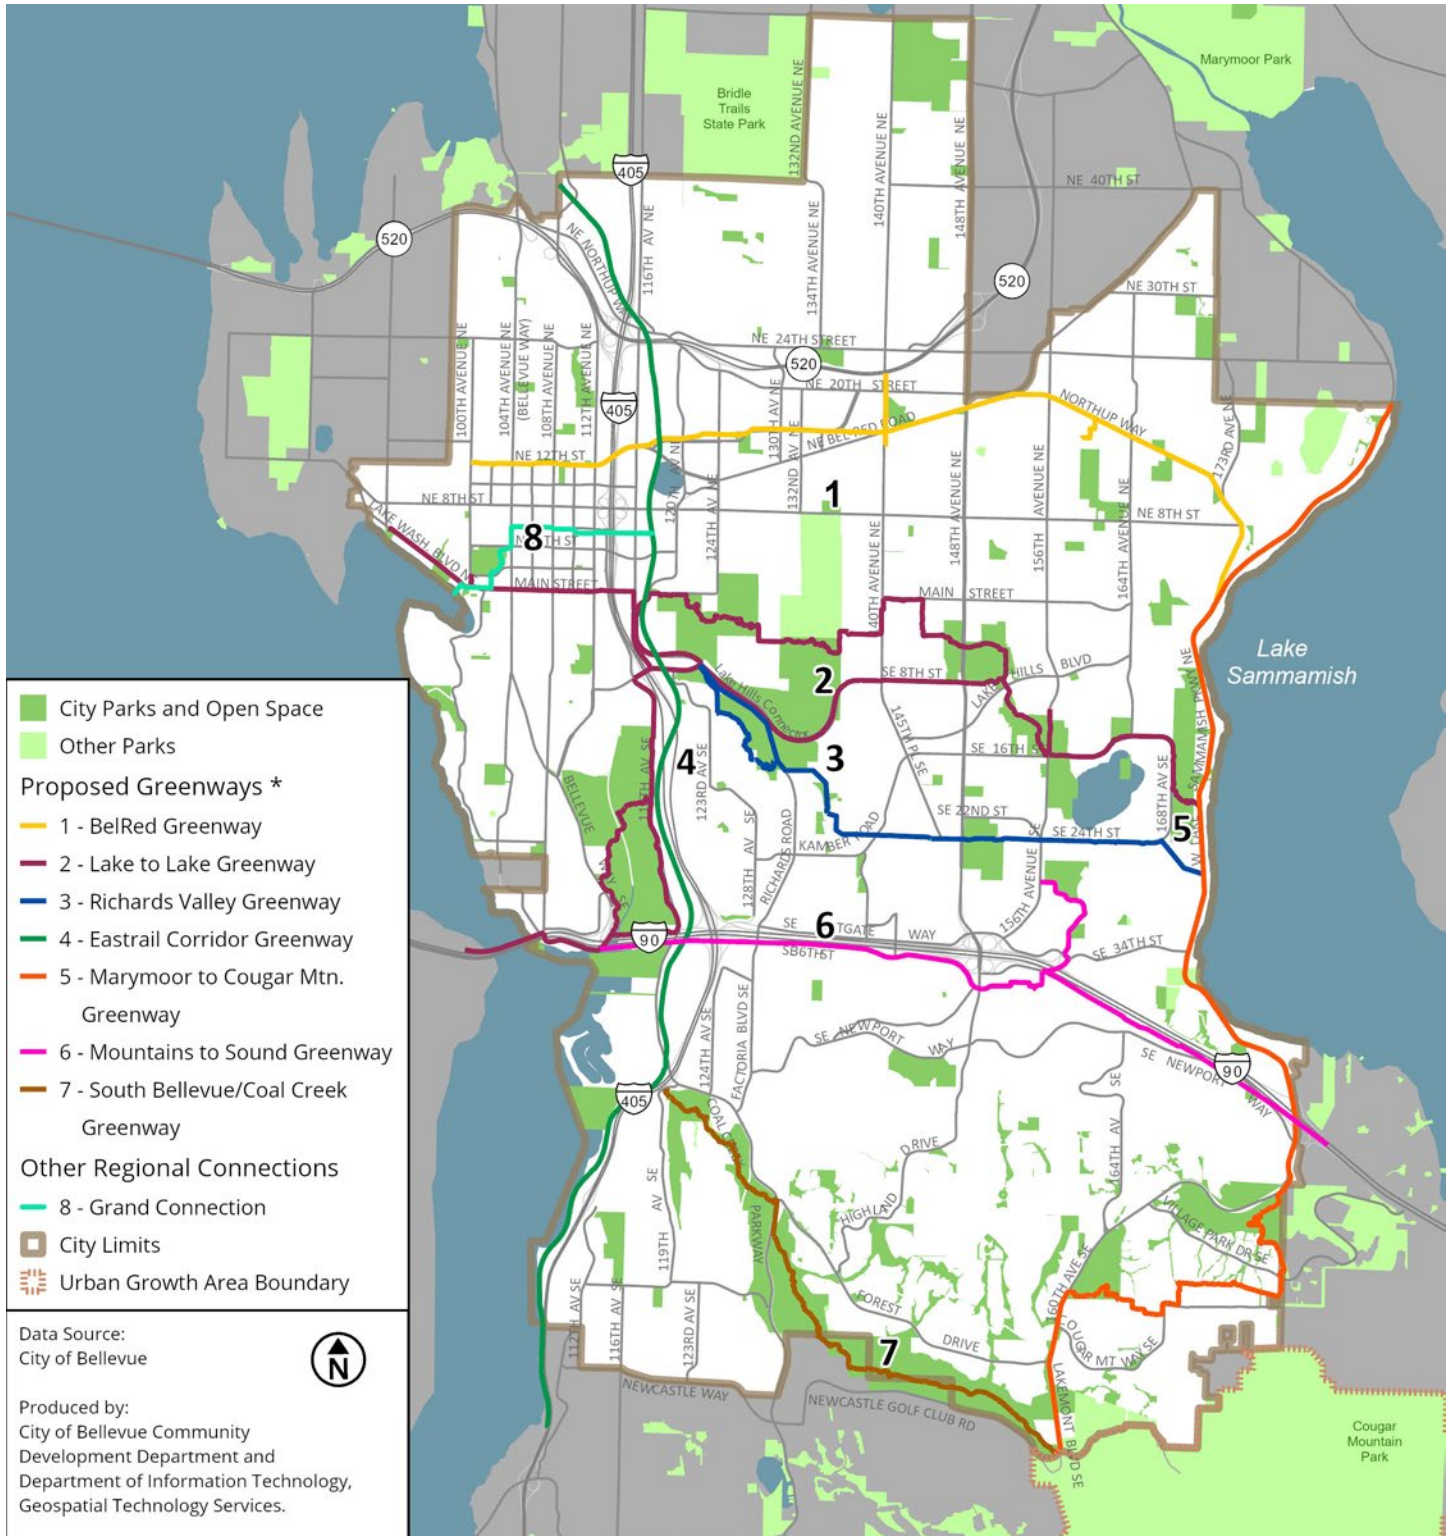 Marymoor Park
Bridle
Trails
State Park
132ND AVENUE NE
140TH AVENUE NE
148TH AVENUE NE
405
NE 40TH ST
520
NE NORTHUP WAY
116TH AV NE
134TH AVENUE NE
520
NE 30TH ST
NE 24TH STREET
520
NE 20TH STREET
100TH AVENUE NE
104TH AVENUE NE
(BELLEVUE WAY)
108TH AVENUE NE
112TH AVENUE NE
405
130TH AV NE
132ND AV NE
NE BEL RED ROAD
NORTHUP WAY
173RD AVE NE
NE 12TH ST
120TH AV NE
124TH AV NE
1
148TH AVENUE NE
156TH AVENUE NE
164TH AVENUE NE
NE 8TH ST
NE 8TH ST
LAKE WASH. BLVD N
8
MAIN STREET
40TH AVENUE NE
MAIN STREET
Lake
Sammamish
2
SE 8TH ST
LAKE HILLS BLVD
Lake Hills Connector
145TH PL SE
SE 16TH S
4
3
123RD AV SE
BELLEVUE WAY SE
128TH AV SE
RICHARDS ROAD
KAMBER ROAD
SE 22ND ST
SE 24TH ST
168TH AV SE
5
156TH AVENUE SE
6
90
WAY
SE 34TH ST
124TH AV SE
FACTORIA BLVD SE
SE NEWPORT WAY
SE NEWPORT WAY
90
405
COAL CREEK
PARKWAY
119TH AV SE
HIGHLAND DRIVE
164TH AV SE
VILLAGE PARK DR SE
112TH AV SE
116TH AV SE
123RD AV SE
FOREST DRIVE
7
LAKEMONT BLVD SE
NEWCASTLE WAY
NEWCASTLE GOLF CLUB RD
Cougar
Mountain
Park
City Parks and Open Space
Other Parks
Proposed Greenways *
1 - BelRed Greenway
2 - Lake to Lake Greenway
3 - Richards Valley Greenway
4 - Eastrail Corridor Greenway
5 - Marymoor to Cougar Mtn.
Greenway
6 - Mountains to Sound Greenway
7 - South Bellevue/Coal Creek
Greenway
Other Regional Connections
8 - Grand Connection
City Limits
Urban Growth Area Boundary
Data Source:
City of Bellevue
N
Produced by:
City of Bellevue Community
Development Department and
Department of Information Technology,
Geospatial Technology Services.